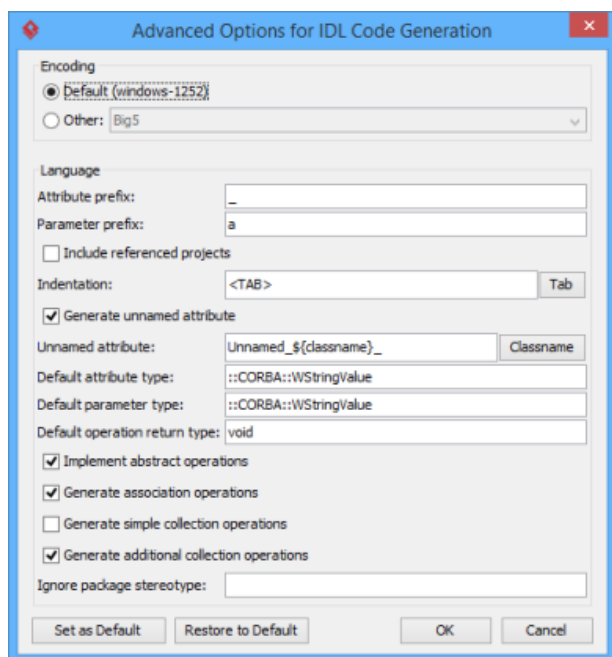 Advanced Options for IDL Code Generation
Encoding
Default (windows-1252)
Other: Big5
Language
Attribute prefix: _
Parameter prefix: a
Include referenced projects
Indentation: <TAB> Tab
Generate unnamed attribute
Unnamed attribute: Unnamed_${classname}_ Classname
Default attribute type: ::CORBA::WStringValue
Default parameter type: ::CORBA::WStringValue
Default operation return type: void
Implement abstract operations
Generate association operations
Generate simple collection operations
Generate additional collection operations
Ignore package stereotype:
Set as Default Restore to Default OK Cancel